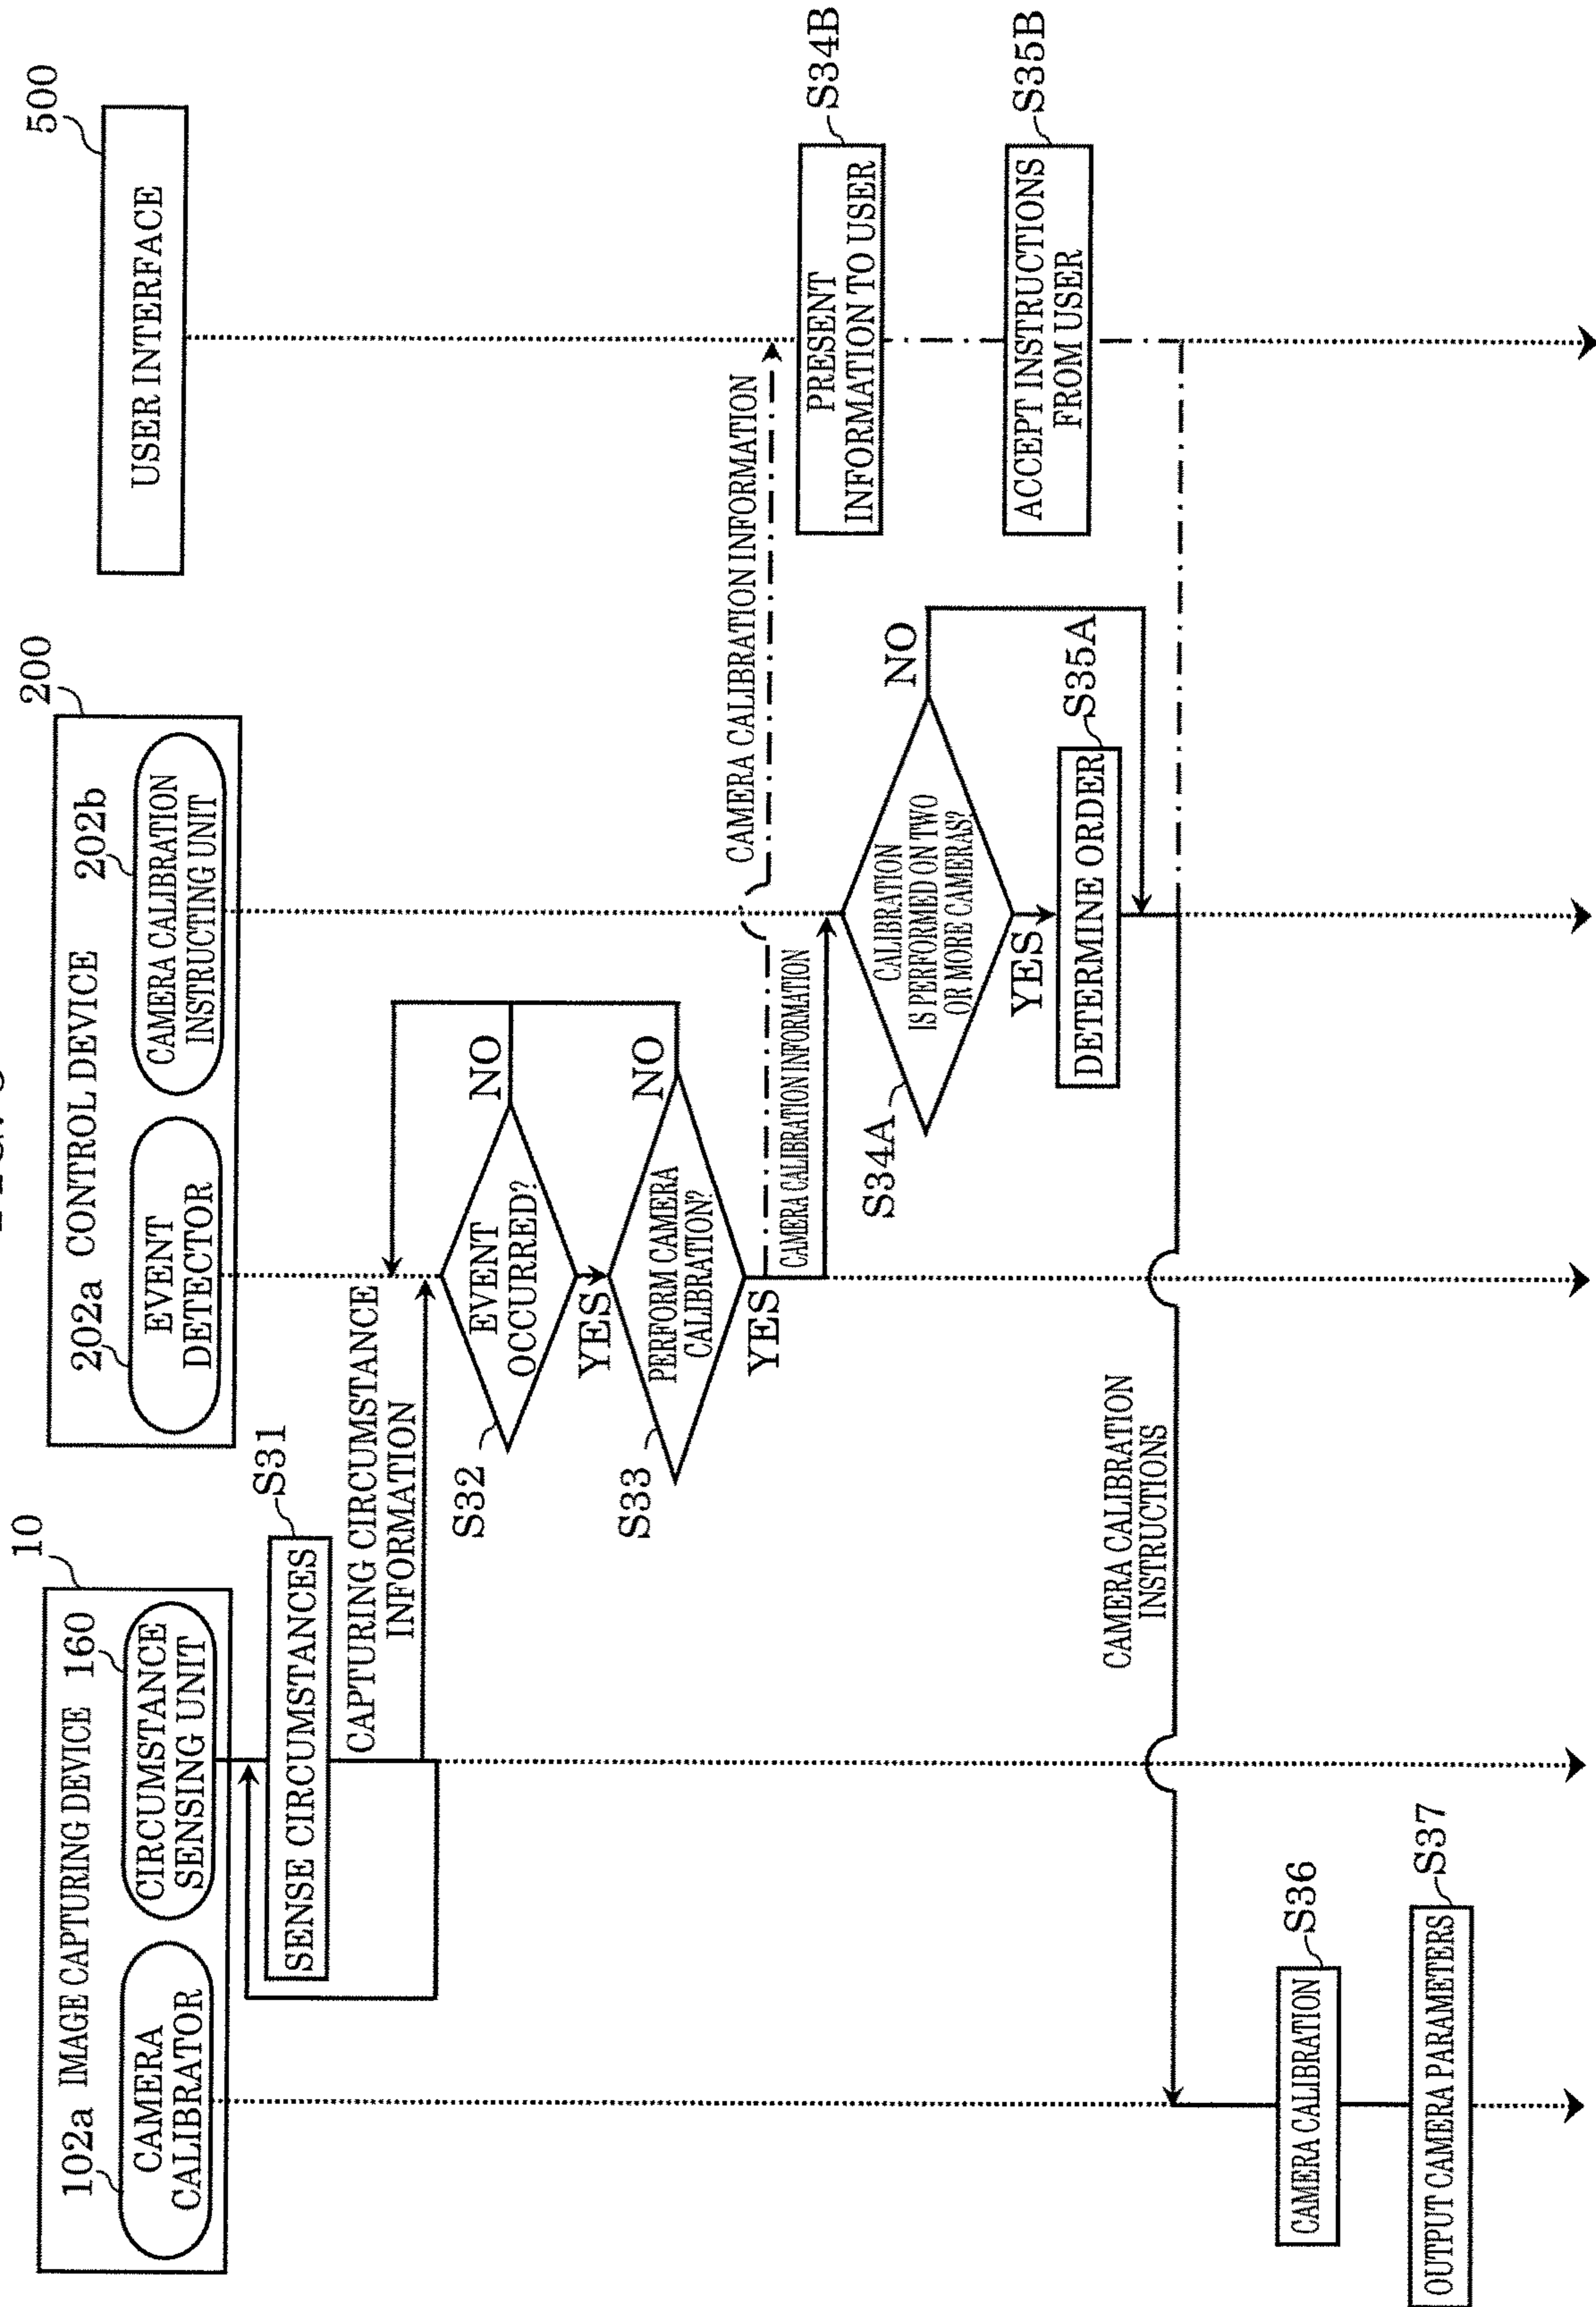 10
102a IMAGE CAPTURING DEVICE 160
CAMERA
CALIBRATOR
CIRCUMSTANCE
SENSING UNIT
200
202a CONTROL DEVICE 202b
EVENT
DETECTOR
CAMERA CALIBRATION
INSTRUCTING UNIT
500
USER INTERFACE
S31
SENSE CIRCUMSTANCES
CAPTURING CIRCUMSTANCE
INFORMATION
S32
EVENT
OCCURRED?
NO
YES
S33
PERFORM CAMERA
CALIBRATION?
NO
YES
CAMERA CALIBRATION INFORMATION
CAMERA CALIBRATION INFORMATION
S34A
CALIBRATION
IS PERFORMED ON TWO
OR MORE CAMERAS?
NO
YES
S35A
DETERMINE ORDER
S34B
PRESENT
INFORMATION TO USER
S35B
ACCEPT INSTRUCTIONS
FROM USER
CAMERA CALIBRATION
INSTRUCTIONS
S36
CAMERA CALIBRATION
S37
OUTPUT CAMERA PARAMETERS